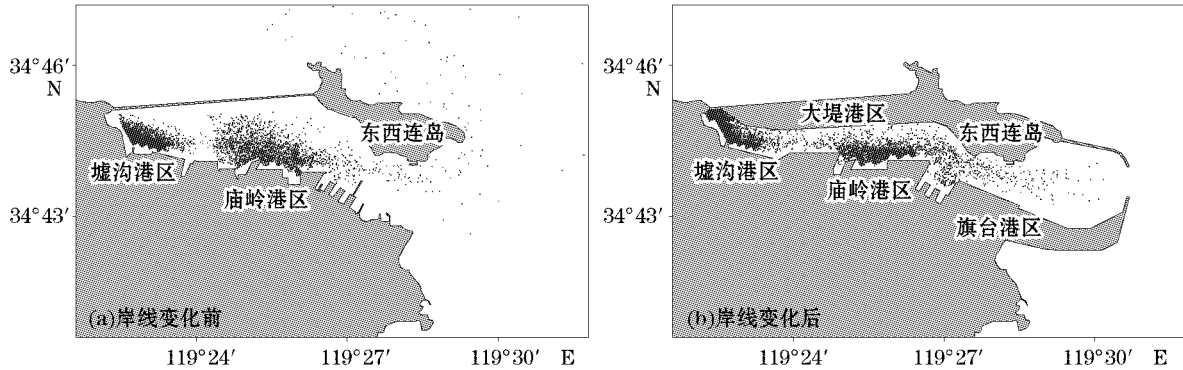 34°46′
N
34°43′
东西连岛
墟沟港区
庙岭港区
(a)岸线变化前
119°24′ 119°27′ 119°30′ E
34°46′
N
34°43′
大堤港区
东西连岛
墟沟港区
庙岭港区
旗台港区
(b)岸线变化后
119°24′ 119°27′ 119°30′ E